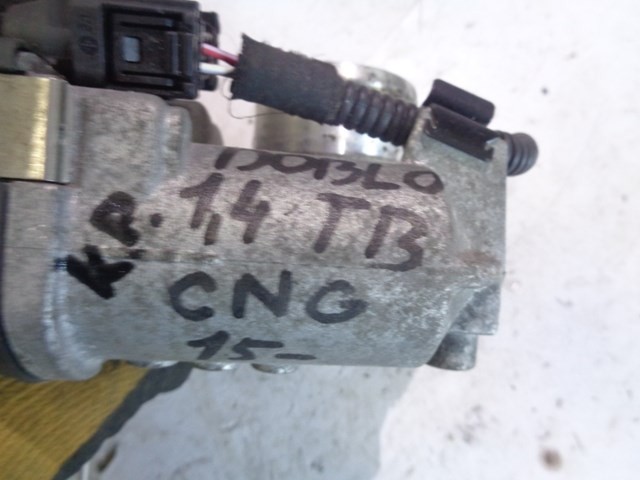 DOBLO
K.P. 1,4 TB
CNG
15-